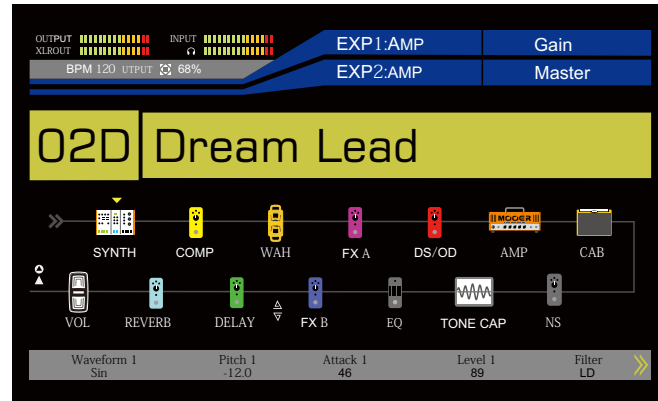 OUTPUT INPUT
XLROUT
BPM 120 UTPUT 68%
EXP1:AMP Gain
EXP2:AMP Master
02D Dream Lead
MOOER
SYNTH COMP WAH FX A DS/OD AMP CAB
VOL REVERB DELAY FX B EQ TONE CAP NS
Waveform 1 Pitch 1 Attack 1 Level 1 Filter
Sin -12.0 46 89 LD